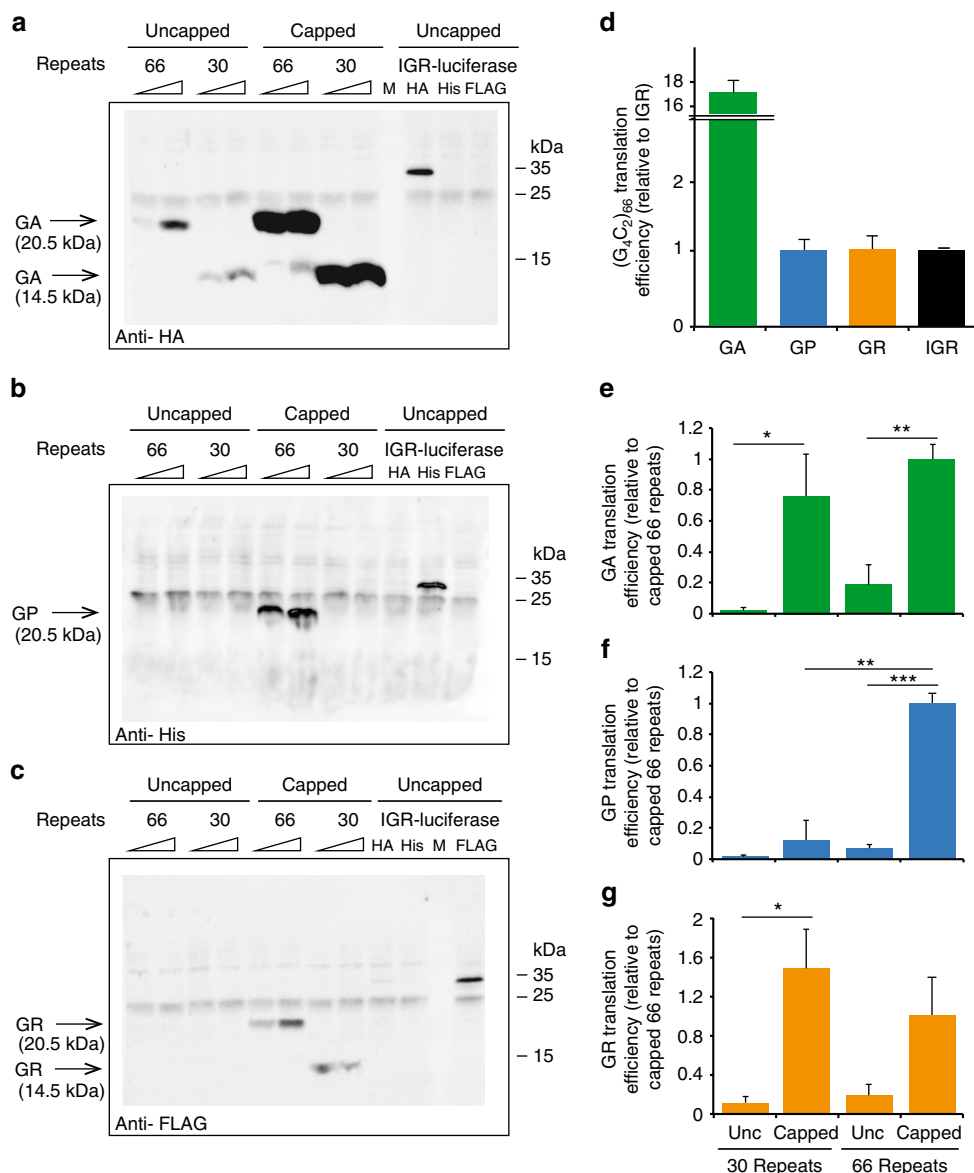 a
Uncapped Capped Uncapped
Repeats 66 30 66 30 IGR-luciferase
M HA His FLAG
kDa
35
25
GA
(20.5 kDa)
15
GA
(14.5 kDa)
Anti- HA
b
Uncapped Capped Uncapped
Repeats 66 30 66 30 IGR-luciferase
HA His FLAG
kDa
35
25
GP
(20.5 kDa)
15
Anti- His
c
Uncapped Capped Uncapped
Repeats 66 30 66 30 IGR-luciferase
HA His M FLAG
kDa
35
25
GR
(20.5 kDa)
15
GR
(14.5 kDa)
Anti- FLAG
d
(G4C2)66 translation
efficiency (relative to IGR)
18
16
2
1
0
GA GP GR IGR
e
GA translation
efficiency (relative to
capped 66 repeats)
1.2
1
0.8
0.6
0.4
0.2
0
* **
f
GP translation
efficiency (relative to
capped 66 repeats)
1.2
1
0.8
0.6
0.4
0.2
0
**
***
g
GR translation
efficiency (relative to
capped 66 repeats)
2
1.6
1.2
0.8
0.4
0
*
Unc Capped Unc Capped
30 Repeats 66 Repeats